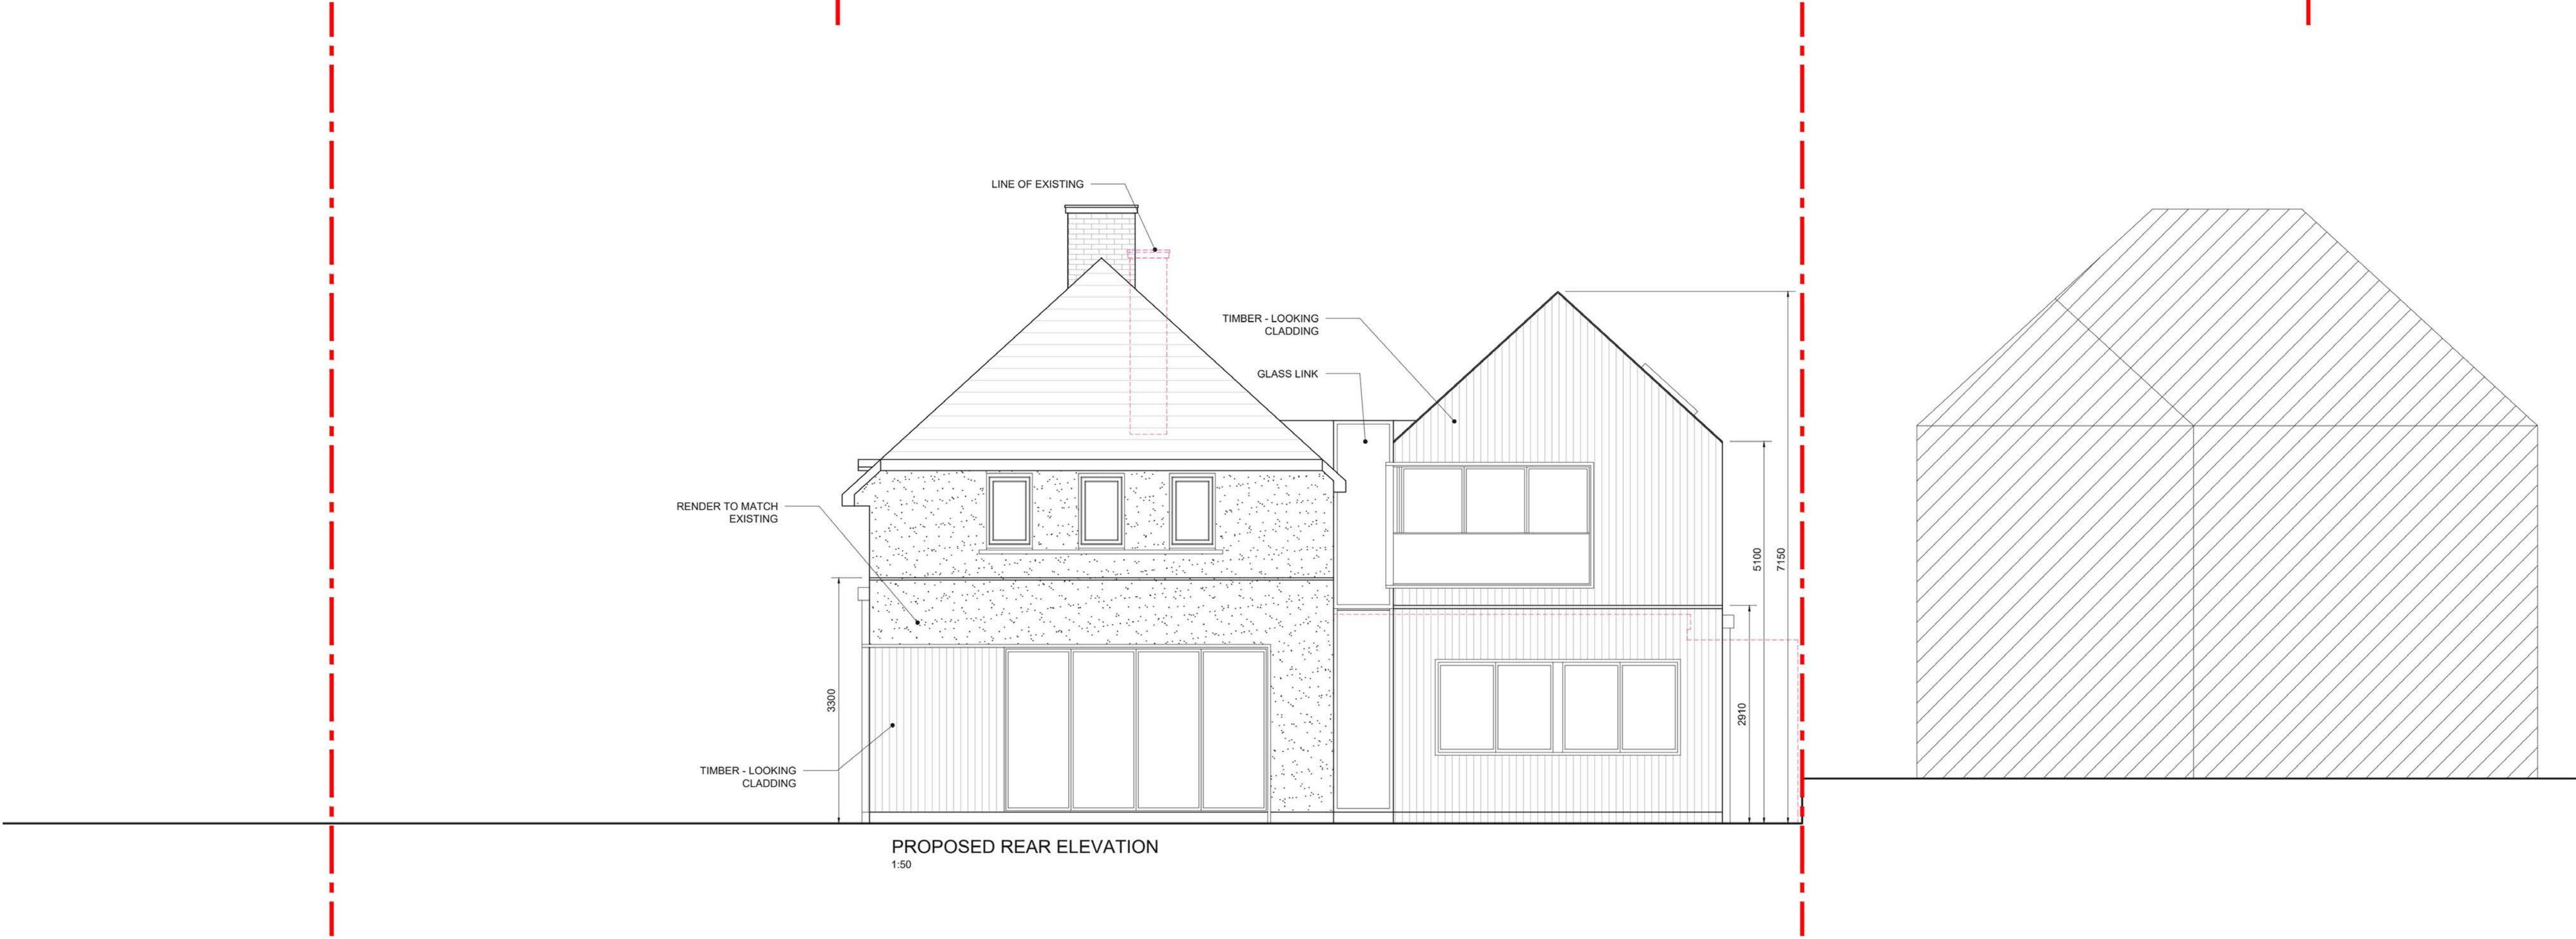 LINE OF EXISTING
TIMBER - LOOKING
CLADDING
GLASS LINK
RENDER TO MATCH
EXISTING
5100
7150
3300
2910
TIMBER - LOOKING
CLADDING
PROPOSED REAR ELEVATION
1:50